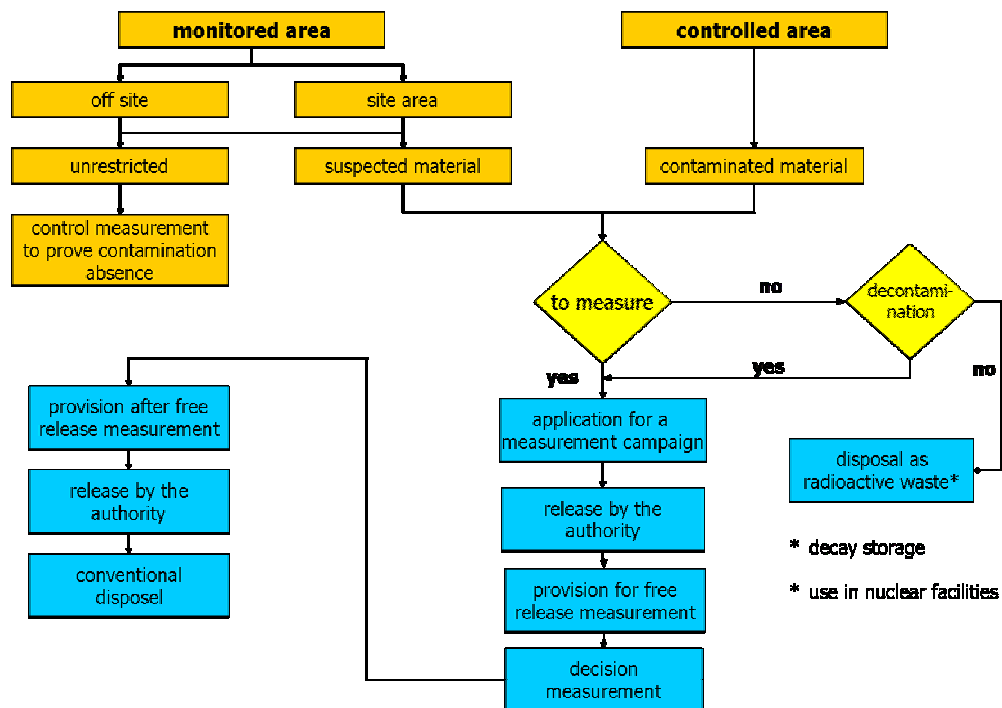 monitored area
controlled area
off site
site area
unrestricted
suspected material
contaminated material
control measurement
to prove contamination
absence
to measure
no
decontami-
nation
yes
yes
no
provision after free
release measurement
application for a
measurement campaign
disposal as
radioactive waste*
release by the
authority
release by the
authority
* decay storage
conventional
disposel
provision for free
release measurement
* use in nuclear facilities
decision
measurement